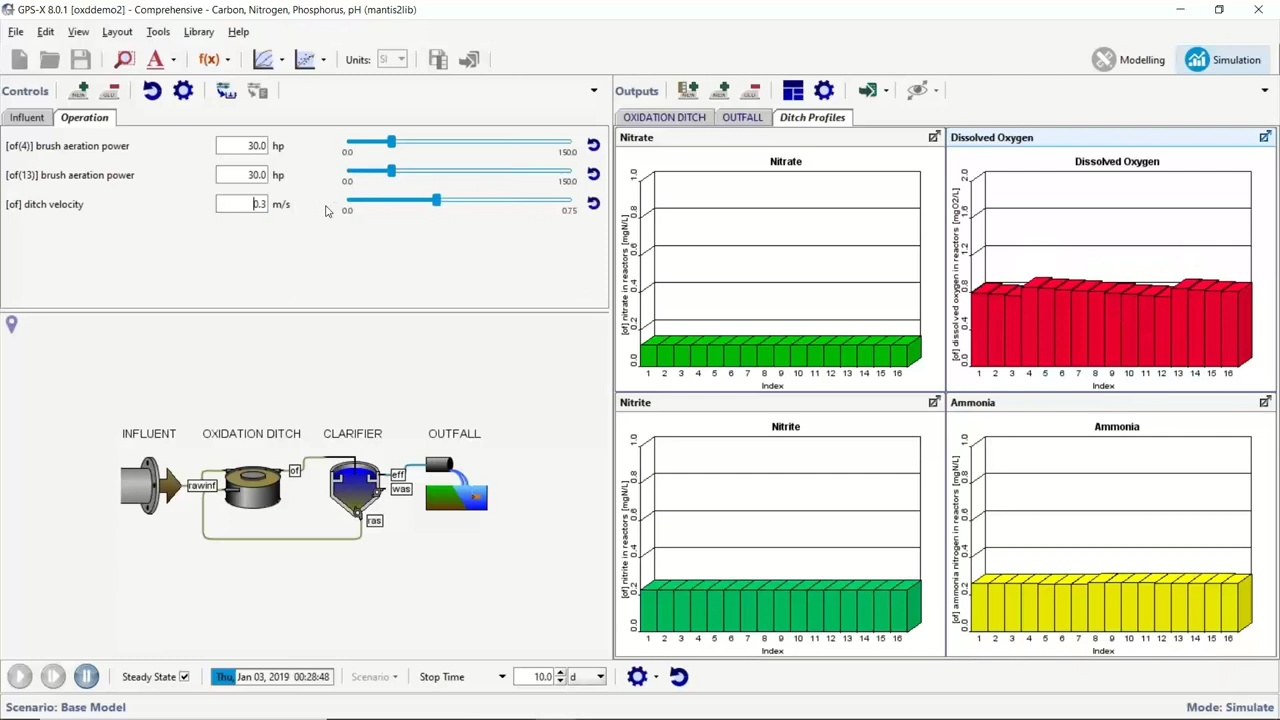 GPS-X 8.0.1 [oxddemo2] - Comprehensive - Carbon, Nitrogen, Phosphorus, pH (mantis2lib)
File Edit View Layout Tools Library Help
A f(x) Units: SI Modelling Simulation
Controls
Influent Operation
[of(4)] brush aeration power 30.0 hp
0.0 150.0
[of(13)] brush aeration power 30.0 hp
0.0 150.0
[of] ditch velocity 0.3 m/s
0.0 0.75
INFLUENT OXIDATION DITCH CLARIFIER OUTFALL
rawinf of eff was ras
Outputs
OXIDATION DITCH OUTFALL Ditch Profiles
Nitrate
Nitrate
[of] nitrate in reactors [mgN/L]
1.0
0.8
0.6
0.4
0.2
0.0
1 2 3 4 5 6 7 8 9 10 11 12 13 14 15 16
Index
Dissolved Oxygen
Dissolved Oxygen
[of] dissolved oxygen in reactors [mgO2/L]
2.0
1.6
1.2
0.8
0.4
0.0
1 2 3 4 5 6 7 8 9 10 11 12 13 14 15 16
Index
Nitrite
Nitrite
[of] nitrite in reactors [mgN/L]
1.0
0.8
0.6
0.4
0.2
0.0
1 2 3 4 5 6 7 8 9 10 11 12 13 14 15 16
Index
Ammonia
Ammonia
[of] ammonia nitrogen in reactors [mgN/L]
1.0
0.8
0.6
0.4
0.2
0.0
1 2 3 4 5 6 7 8 9 10 11 12 13 14 15 16
Index
Steady State Thu, Jan 03, 2019 00:28:48 Scenario Stop Time 10.0 d
Scenario: Base Model Mode: Simulate